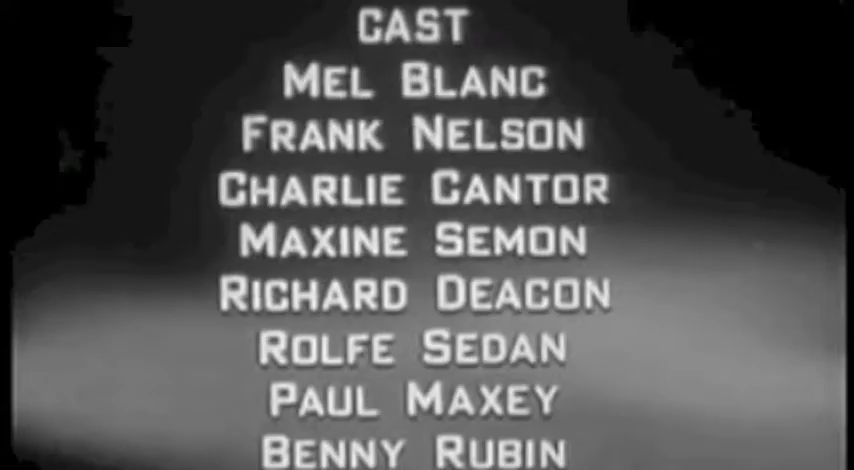 CAST
MEL BLANC
FRANK NELSON
CHARLIE CANTOR
MAXINE SEMON
RICHARD DEACON
ROLFE SEDAN
PAUL MAXEY
BENNY RUBIN